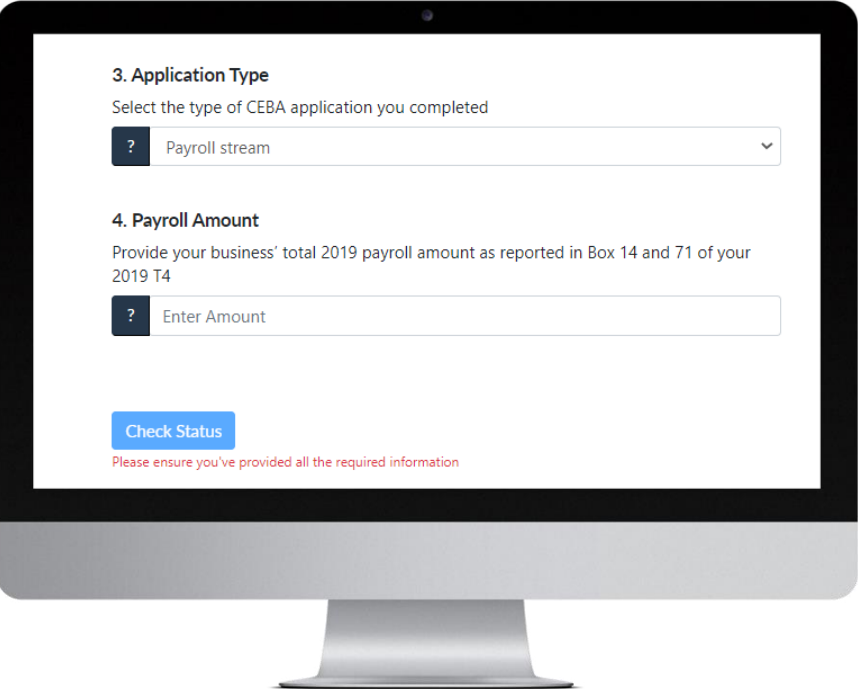 3. Application Type
Select the type of CEBA application you completed
? Payroll stream
4. Payroll Amount
Provide your business’ total 2019 payroll amount as reported in Box 14 and 71 of your
2019 T4
? Enter Amount
Check Status
Please ensure you've provided all the required information